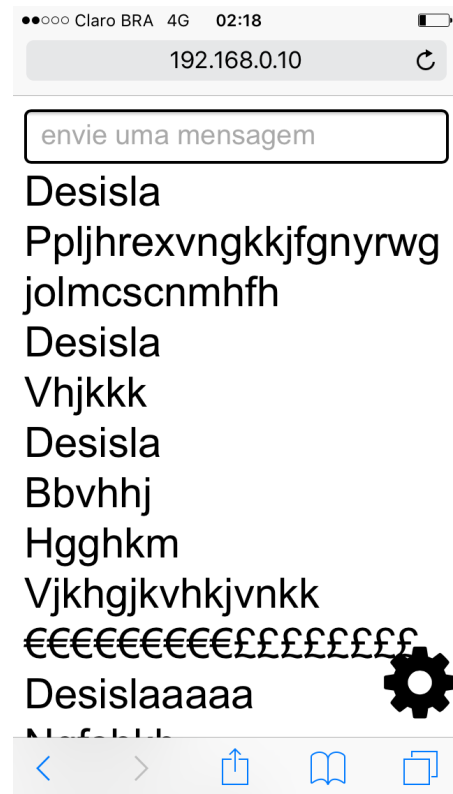 Claro BRA 4G 02:18
192.168.0.10
envie uma mensagem
Desisla
Ppljhrexvngkkjfgnyrwg
jolmcscnmhfh
Desisla
Vhjkkk
Desisla
Bbvhhj
Hgghkm
Vjkhgjkvhkjvnkk
€€€€€€€€€££££££££
Desislaaaaa